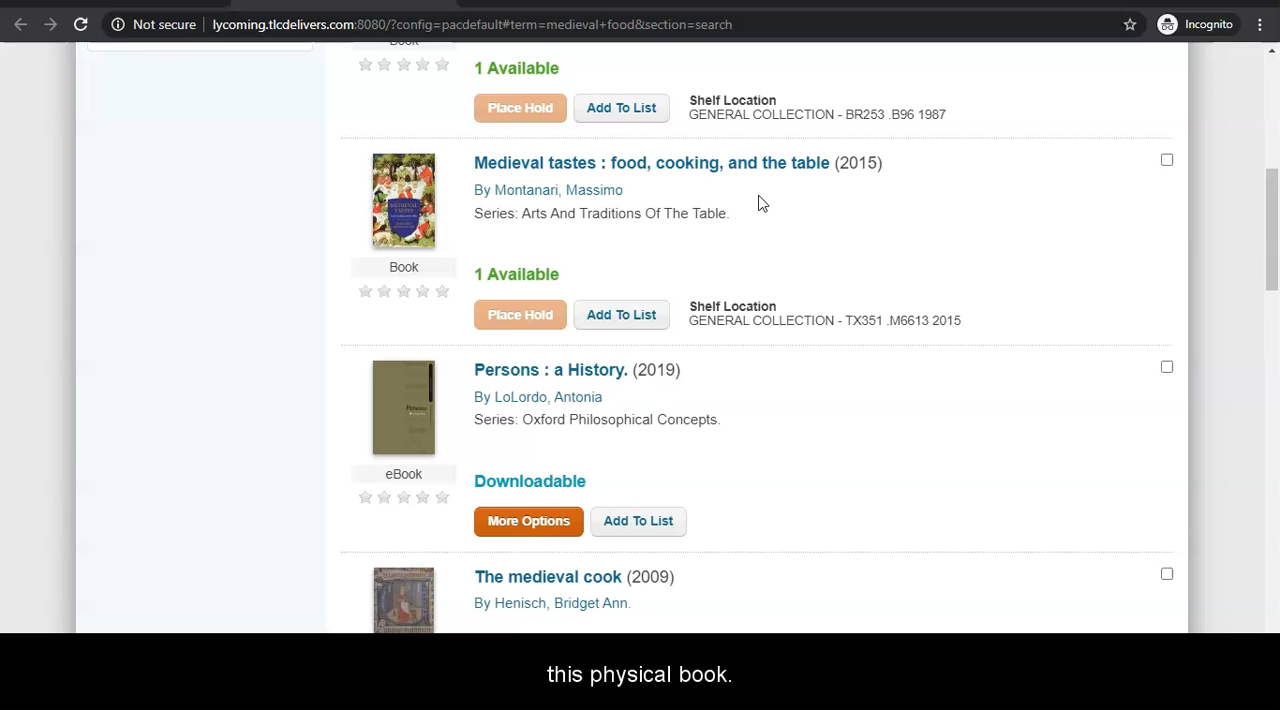 Not secure lycoming.tlcdelivers.com:8080/?config=pacdefault#term=medieval+food&section=search Incognito
Book
1 Available
Place Hold Add To List Shelf Location
GENERAL COLLECTION - BR253 .B96 1987
Medieval tastes : food, cooking, and the table (2015)
By Montanari, Massimo
Series: Arts And Traditions Of The Table.
MEDIEVAL
TASTES
Book
1 Available
Place Hold Add To List Shelf Location
GENERAL COLLECTION - TX351 .M6613 2015
Persons : a History. (2019)
By LoLordo, Antonia
Series: Oxford Philosophical Concepts.
Persons
eBook
Downloadable
More Options Add To List
The medieval cook (2009)
By Henisch, Bridget Ann.
this physical book.